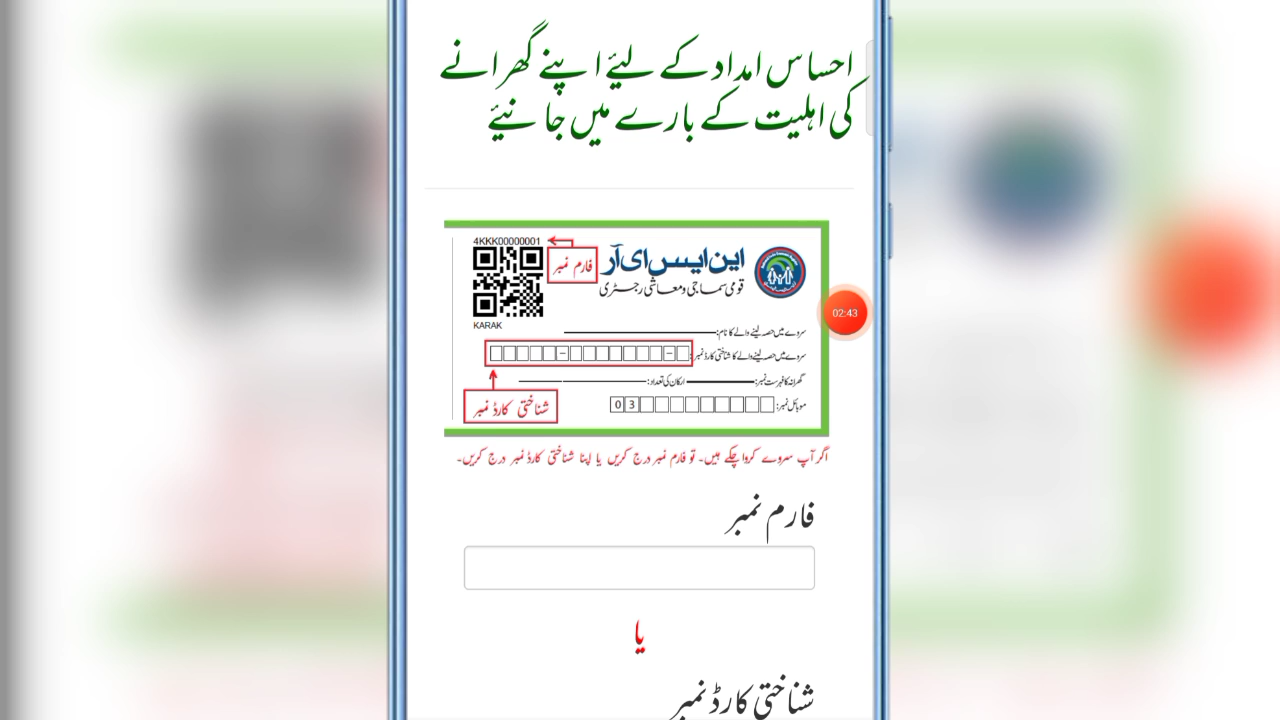 احساس امداد کے لیئے اپنے گھرانے
کی اہلیت کے بارے میں جانیئے
4KKK00000001
فارم نمبر
این ایس ای آر
قومی سماجی و معاشی رجسٹری
KARAK
سروے میں حصہ لینے والے کا نام:
سروے میں حصہ لینے والے کا شناختی کارڈ نمبر:
گھرانہ کا فہرست نمبر: ارکان کی تعداد:
شناختی کارڈ نمبر
موبائل نمبر: 03
02:43
اگر آپ سروے کروا چکے ہیں۔ تو فارم نمبر درج کریں یا اپنا شناختی کارڈ نمبر درج کریں۔
فارم نمبر
یا
شناختی کارڈ نمبر